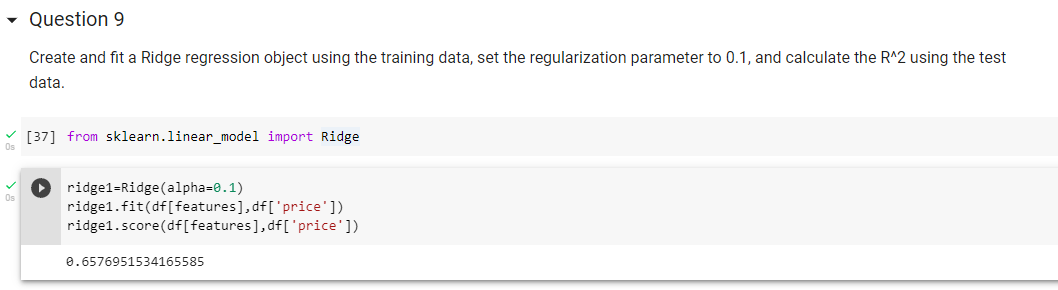 Question 9
Create and fit a Ridge regression object using the training data, set the regularization parameter to 0.1, and calculate the R^2 using the test
data.
[37] from sklearn.linear_model import Ridge
0s
ridge1=Ridge(alpha=0.1)
0s
ridge1.fit(df[features],df['price'])
ridge1.score(df[features],df['price'])
0.6576951534165585